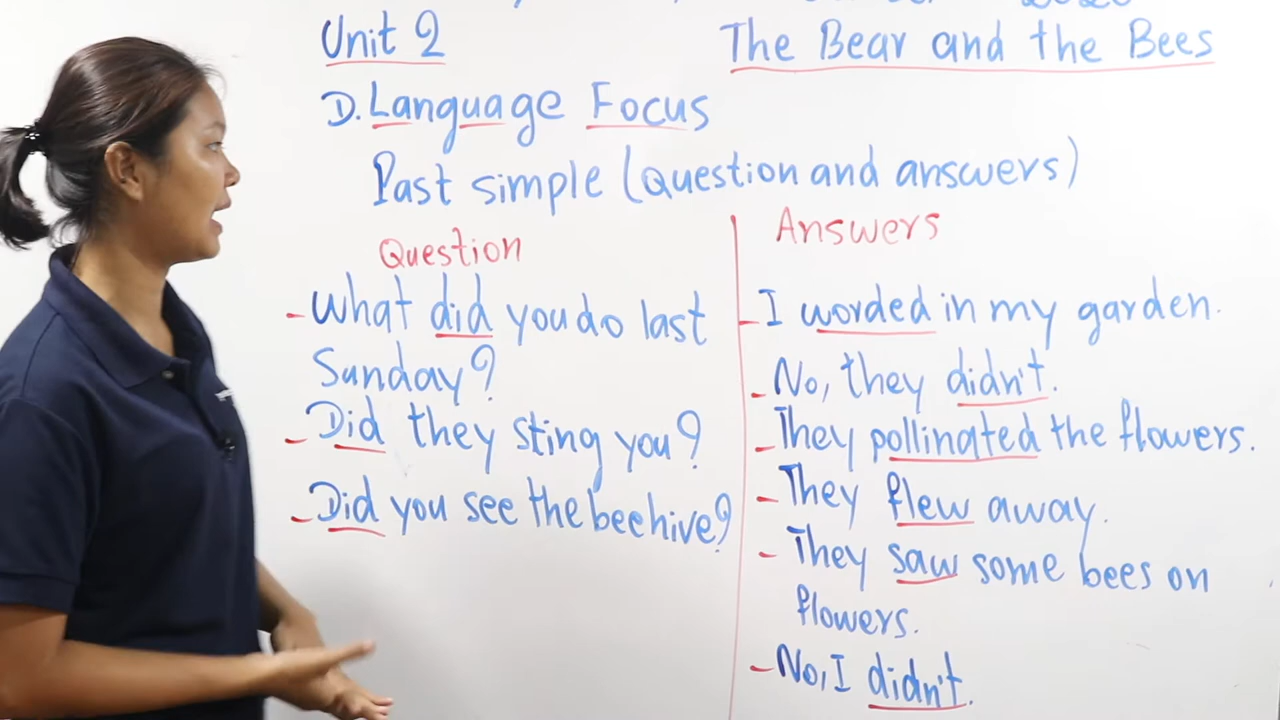 Unit 2
The Bear and the Bees
D. Language Focus
Past simple (question and answers)
Question
Answers
- What did you do last
Sunday?
- Did they sting you?
- Did you see the beehive?
- I worded in my garden.
- No, they didn't.
- They pollinated the flowers.
- They flew away.
- They saw some bees on
flowers.
- No, I didn't.